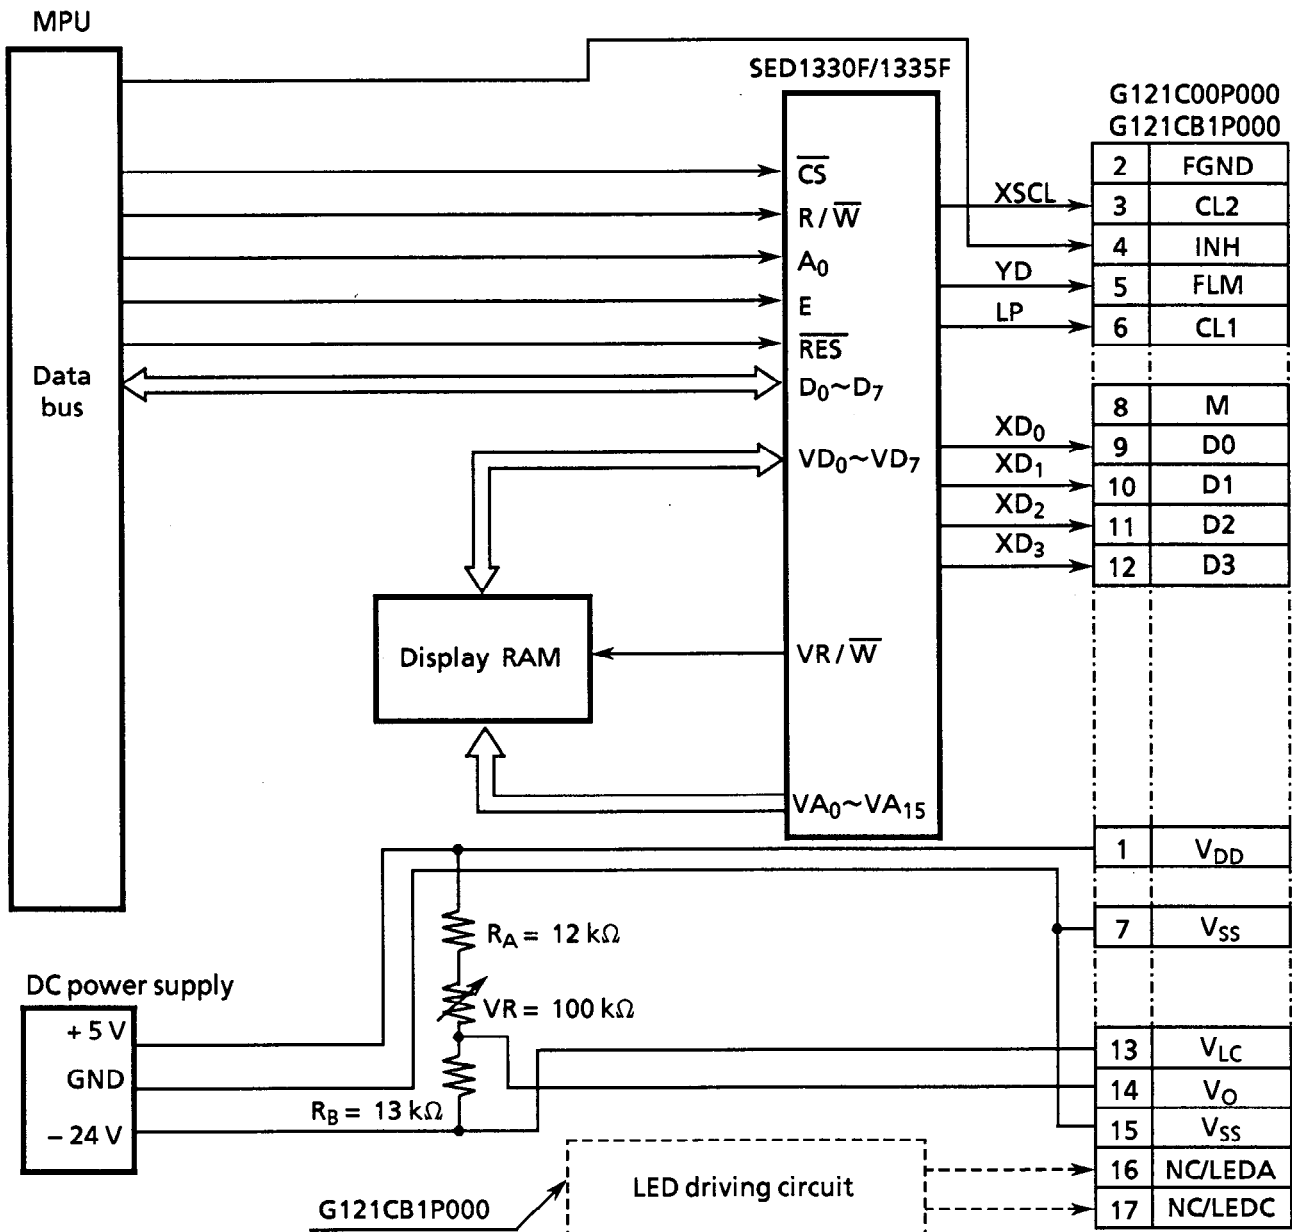 MPU
SED1330F/1335F
G121C00P000
G121CB1P000
2 FGND
XSCL 3 CL2
4 INH
YD 5 FLM
LP 6 CL1
CS
R/W
A0
E
RES
Data
bus
D0~D7
8 M
XD0 9 D0
VD0~VD7
XD1 10 D1
XD2 11 D2
XD3 12 D3
Display RAM
VR/W
VA0~VA15
1 VDD
RA = 12 kΩ
7 VSS
DC power supply
VR = 100 kΩ
+5 V
GND
-24 V
RB = 13 kΩ
13 VLC
14 VO
15 VSS
LED driving circuit
16 NC/LEDA
17 NC/LEDC
G121CB1P000